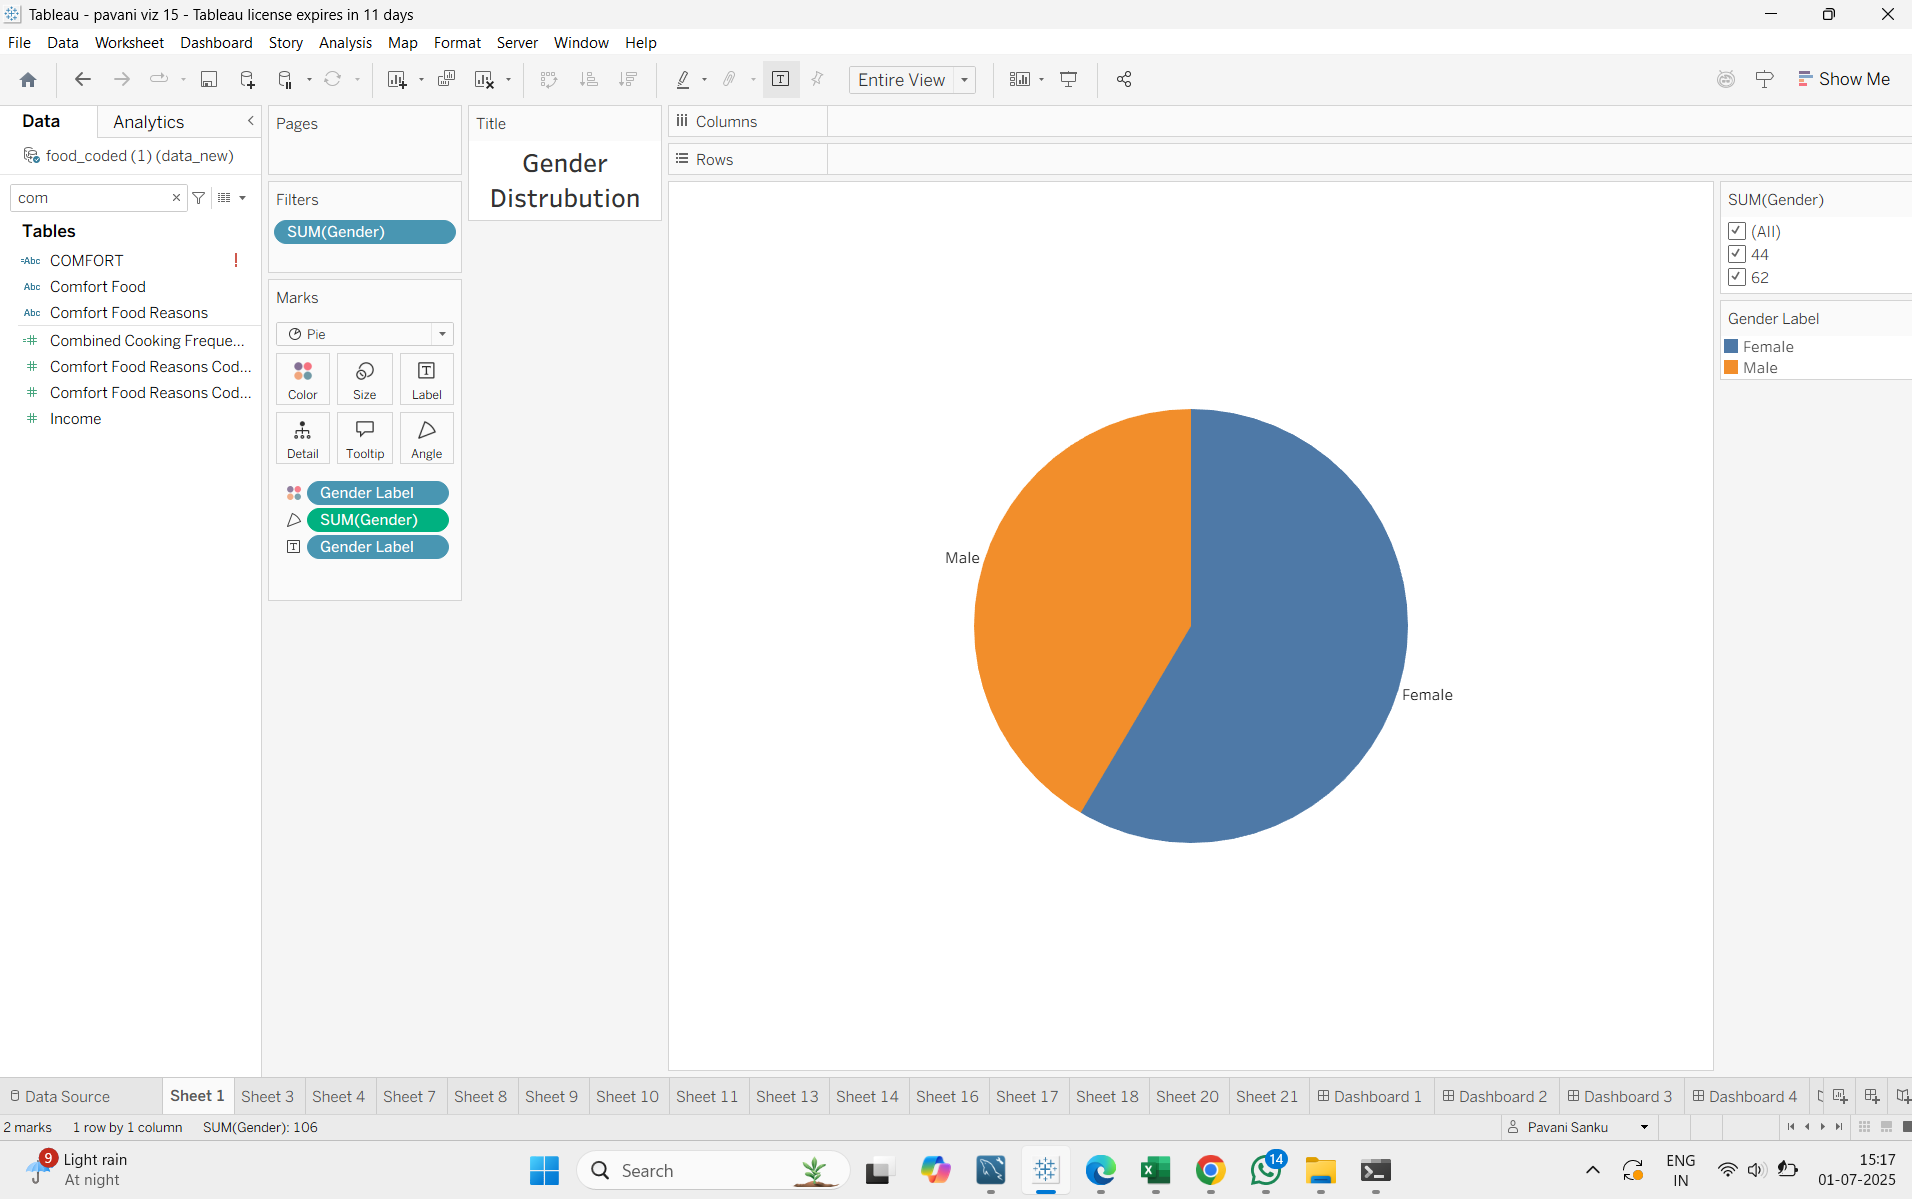 Tableau - pavani viz 15 - Tableau license expires in 11 days
File Data Worksheet Dashboard Story Analysis Map Format Server Window Help
Entire View
Show Me
Data
Analytics
food_coded (1) (data_new)
com
Tables
=Abc COMFORT !
Abc Comfort Food
Abc Comfort Food Reasons
=# Combined Cooking Freque...
# Comfort Food Reasons Cod...
# Comfort Food Reasons Cod...
# Income
Pages
Filters
SUM(Gender)
Marks
Pie
Color Size Label
Detail Tooltip Angle
Gender Label
SUM(Gender)
T Gender Label
Title
Gender
Distrubution
Columns
Rows
Male
Female
SUM(Gender)
(All)
44
62
Gender Label
Female
Male
Data Source Sheet 1 Sheet 3 Sheet 4 Sheet 7 Sheet 8 Sheet 9 Sheet 10 Sheet 11 Sheet 13 Sheet 14 Sheet 16 Sheet 17 Sheet 18 Sheet 20 Sheet 21 Dashboard 1 Dashboard 2 Dashboard 3 Dashboard 4
2 marks 1 row by 1 column SUM(Gender): 106
Pavani Sanku
9
Light rain
At night
Search
14
ENG
IN
15:17
01-07-2025